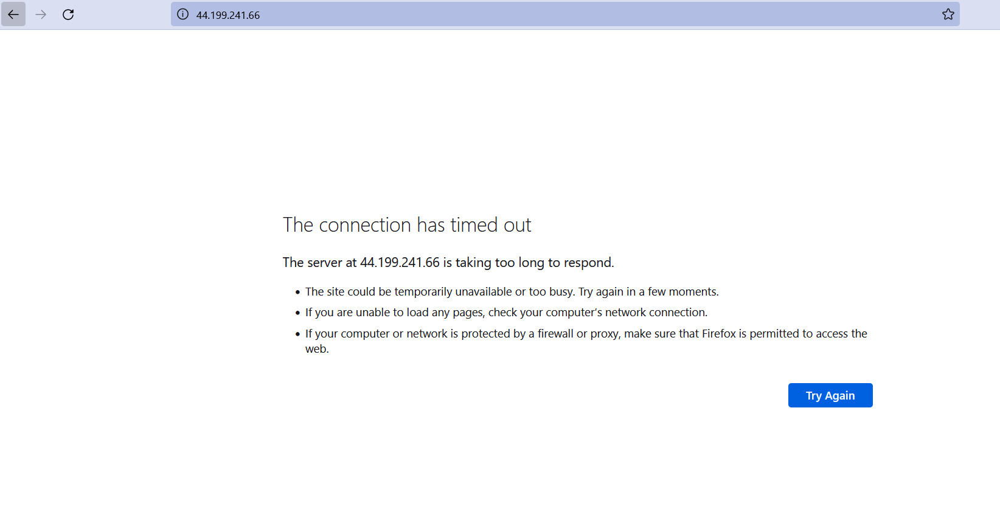 44.199.241.66
The connection has timed out
The server at 44.199.241.66 is taking too long to respond.
• The site could be temporarily unavailable or too busy. Try again in a few moments.
• If you are unable to load any pages, check your computer’s network connection.
• If your computer or network is protected by a firewall or proxy, make sure that Firefox is permitted to access the
web.
Try Again